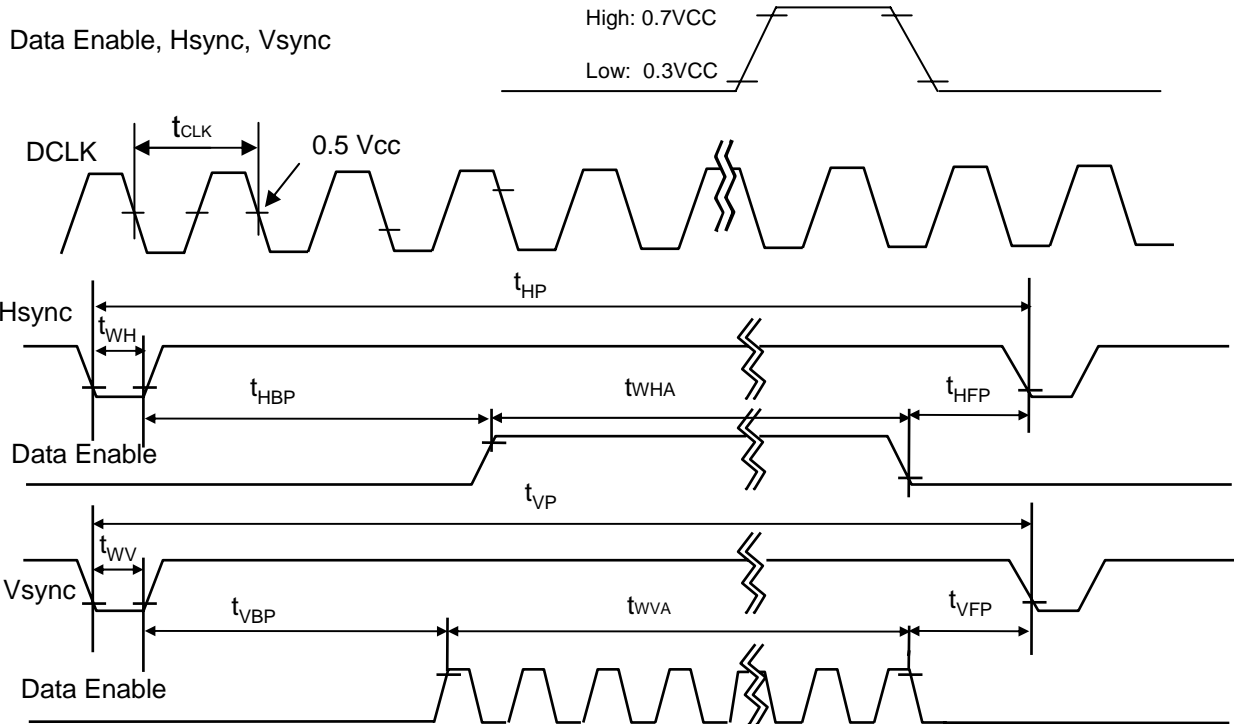 High: 0.7VCC
Data Enable, Hsync, Vsync
Low: 0.3VCC
tCLK
0.5 Vcc
DCLK
tHP
Hsync
tWH
tHBP
tWHA
tHFP
Data Enable
tVP
tWV
Vsync
tVBP
tWVA
tVFP
Data Enable